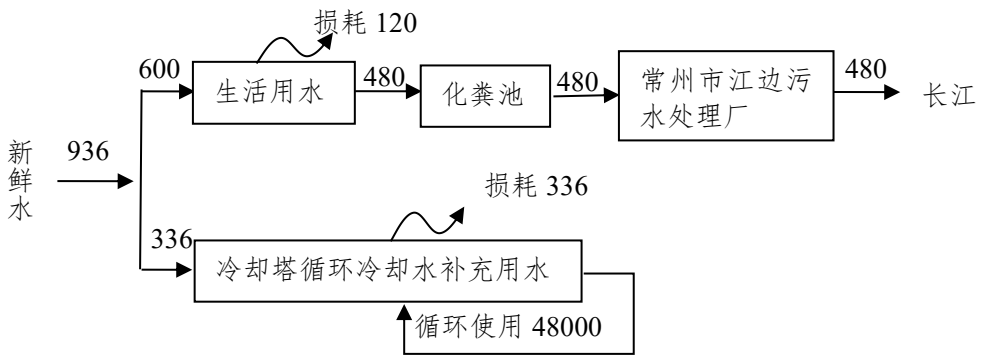 损耗 120
600
生活用水
480
化粪池
480
常州市江边污
水处理厂
480
长江
新鲜水
936
损耗 336
336
冷却塔循环冷却水补充用水
循环使用 48000